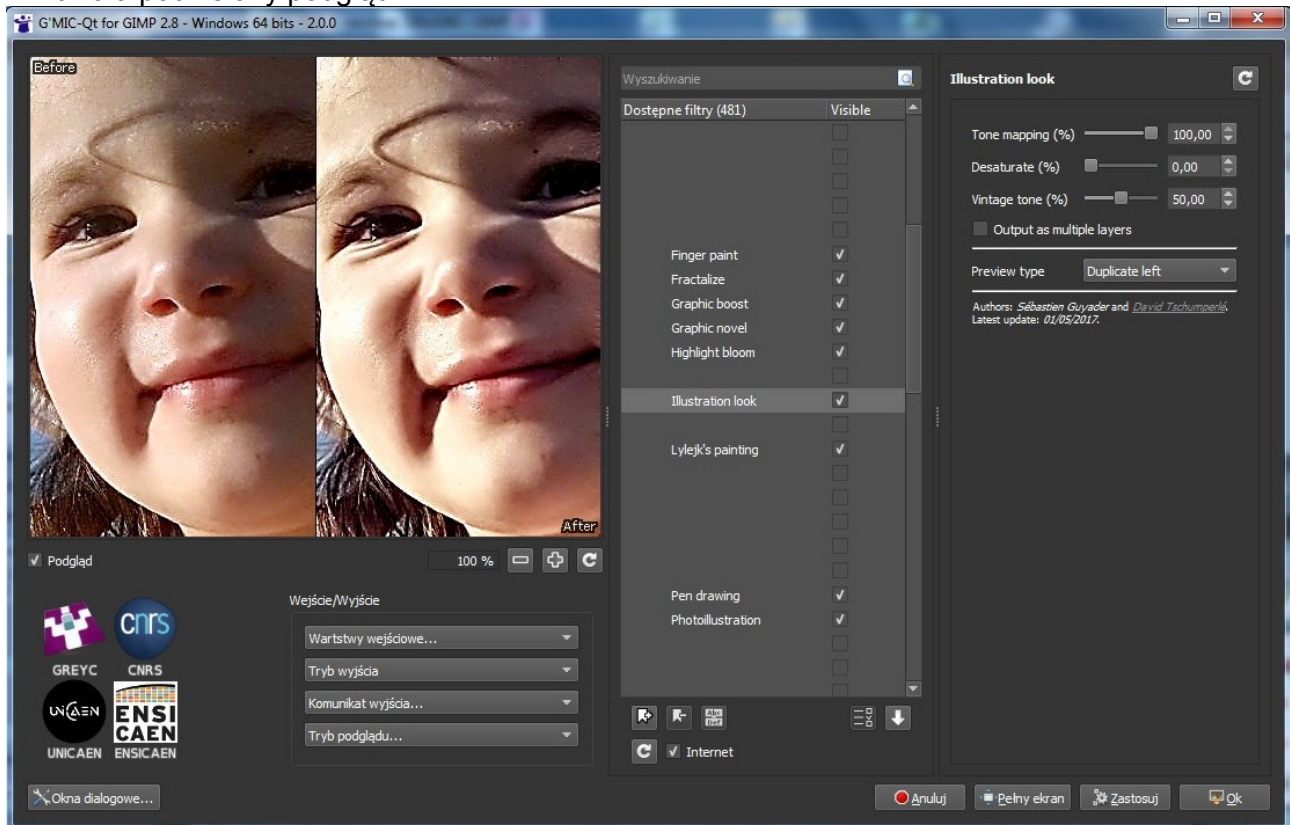 G'MIC-Qt for GIMP 2.8 - Windows 64 bits - 2.0.0
Before
After
Podgląd
100 %
GREYC
CNRS
cnrs
UNICAEN
ENSICAEN
UNICAEN
ENSI
CAEN
Wejście/Wyjście
Wartstwy wejściowe...
Tryb wyjścia
Komunikat wyjścia...
Tryb podglądu...
Okna dialogowe...
Wyszukiwanie
Dostępne filtry (481) Visible
Finger paint
Fractalize
Graphic boost
Graphic novel
Highlight bloom
Illustration look
Lylejk's painting
Pen drawing
Photoillustration
Internet
Illustration look
Tone mapping (%) 100,00
Desaturate (%) 0,00
Vintage tone (%) 50,00
Output as multiple layers
Preview type Duplicate left
Authors: Sébastien Guyader and David Tschumperlé.
Latest update: 01/05/2017.
Anuluj
Pełny ekran
Zastosuj
Ok